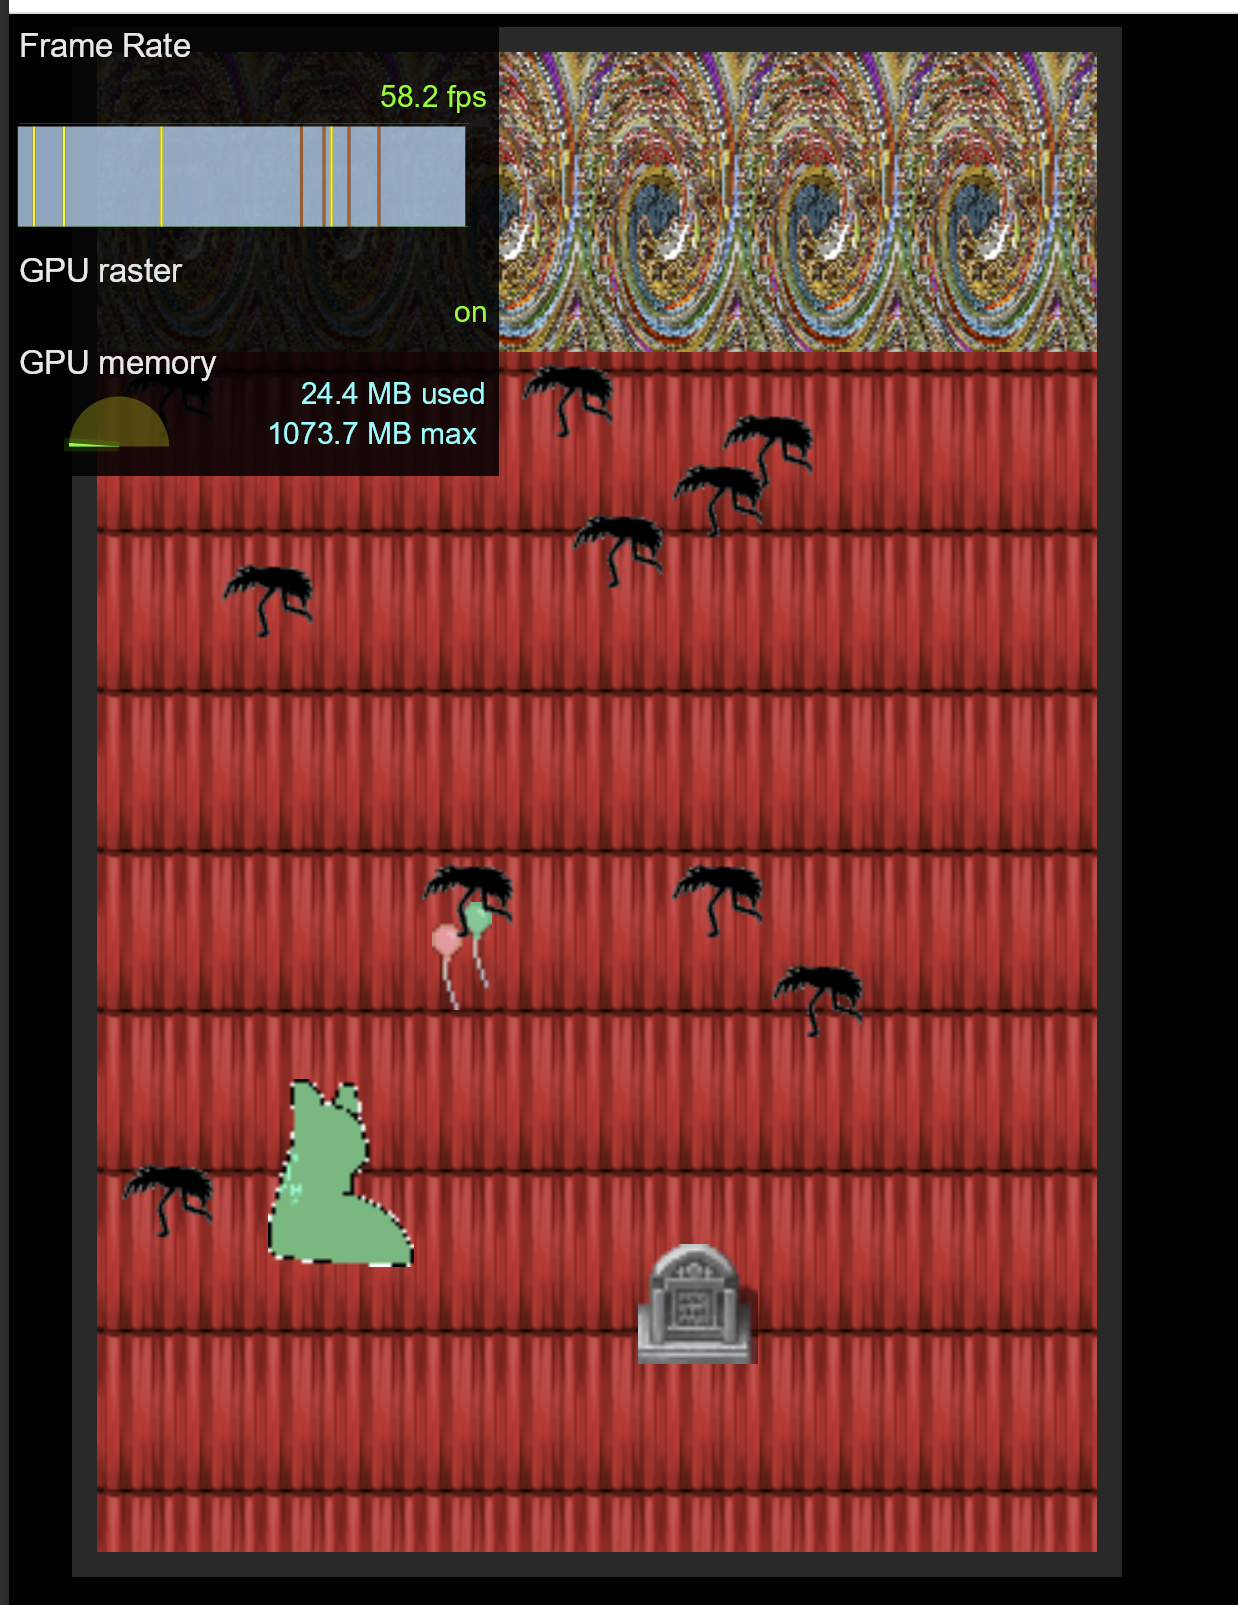 Frame Rate
58.2 fps
GPU raster
on
GPU memory
24.4 MB used
1073.7 MB max